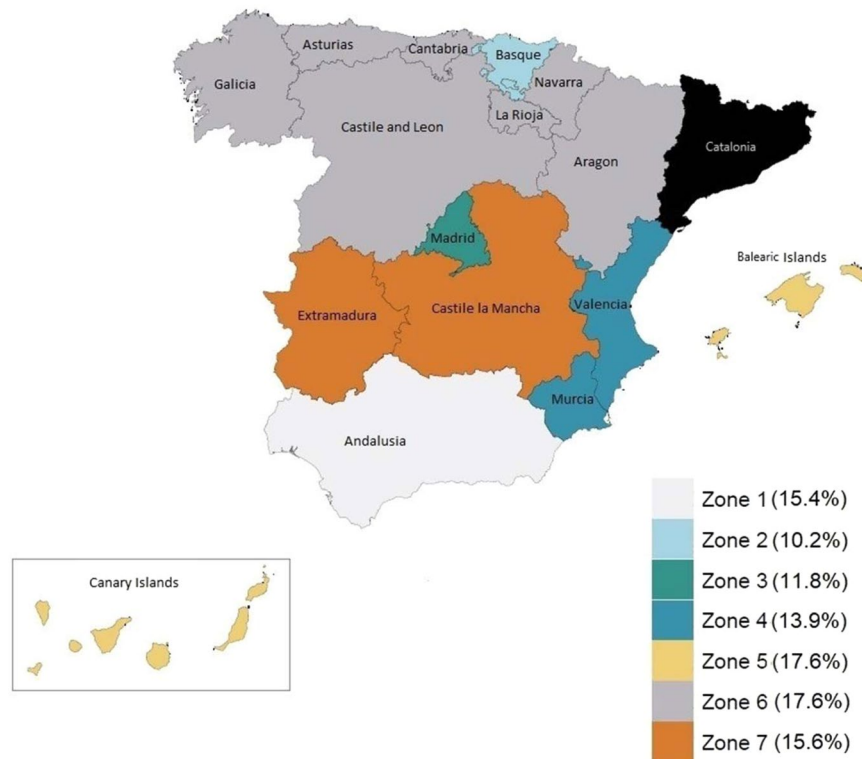 Asturias
Cantabria
Basque
Galicia
Navarra
La Rioja
Castile and Leon
Catalonia
Aragon
Madrid
Balearic Islands
Extramadura
Castile la Mancha
Valencia
Murcia
Andalusia
Zone 1 (15.4%)
Zone 2 (10.2%)
Zone 3 (11.8%)
Zone 4 (13.9%)
Zone 5 (17.6%)
Zone 6 (17.6%)
Zone 7 (15.6%)
Canary Islands